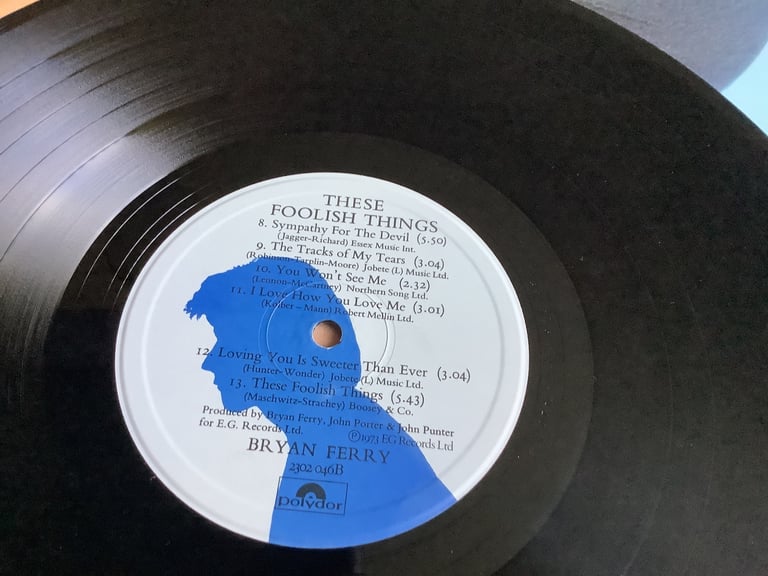 THESE
FOOLISH THINGS
8. Sympathy For The Devil (5.50)
(Jagger-Richard) Essex Music Int.
9. The Tracks of My Tears (3.04)
(Robinson-Tarplin-Moore) Jobete (L) Music Ltd.
10. You Won't See Me (2.32)
(Lennon-McCartney) Northern Song Ltd.
11. I Love How You Love Me (3.01)
(Kolber – Mann) Robert Mellin Ltd.
12. Loving You Is Sweeter Than Ever (3.04)
(Hunter-Wonder) Jobete (L) Music Ltd.
13. These Foolish Things (5.43)
(Maschwitz-Strachey) Boosey & Co.
Produced by Bryan Ferry, John Porter & John Punter
for E.G. Records Ltd.
Ⓟ1973 EG Records Ltd
BRYAN FERRY
2302 046B
polydor